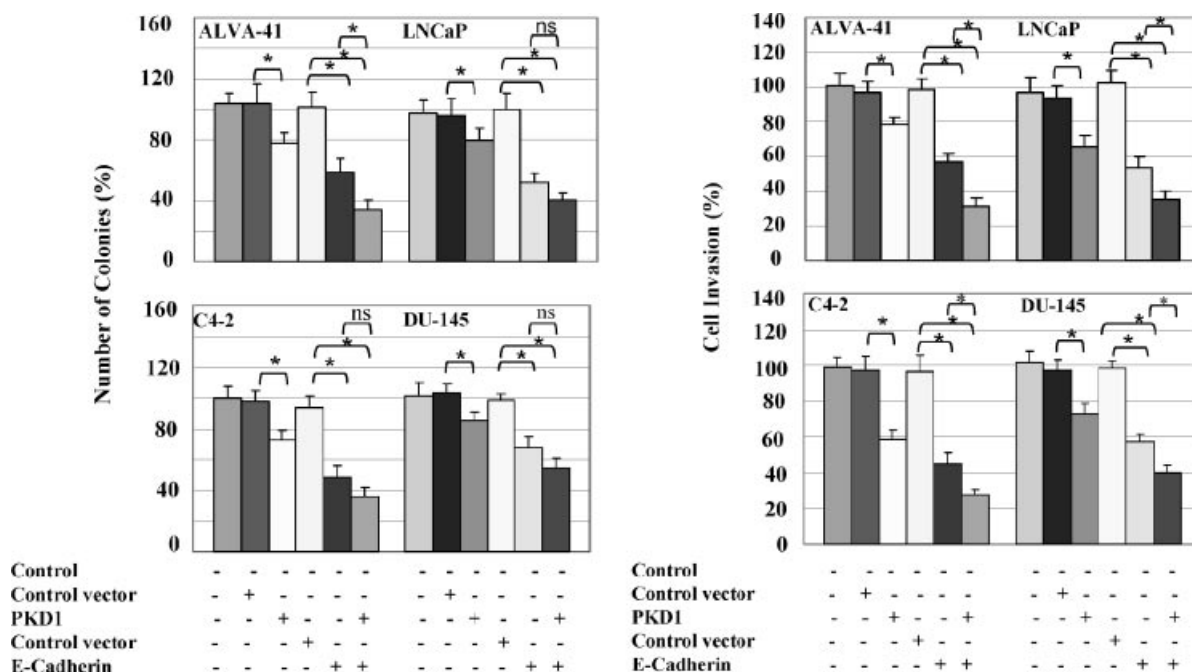 Number of Colonies (%)
160
120
80
40
0
ALVA-41
*
*
*
*
LNCaP
ns
*
*
*
160
120
80
40
0
C4-2
ns
*
*
*
DU-145
ns
*
*
*
Control - - - - - - - - - - - -
Control vector - + - - - - - + - - - -
PKD1 - - + - - + - - + - - +
Control vector - - - + - - - - - + - -
E-Cadherin - - - - + + - - - - + +
Cell Invasion (%)
140
120
100
80
60
40
20
0
ALVA-41
*
*
*
*
LNCaP
*
*
*
*
140
120
100
80
60
40
20
0
C4-2
*
*
*
*
DU-145
*
*
*
*
Control - - - - - - - - - - - -
Control vector - + - - - - - + - - - -
PKD1 - - + - - + - - + - - +
Control vector - - - + - - - - - + - -
E-Cadherin - - - - + + - - - - + +